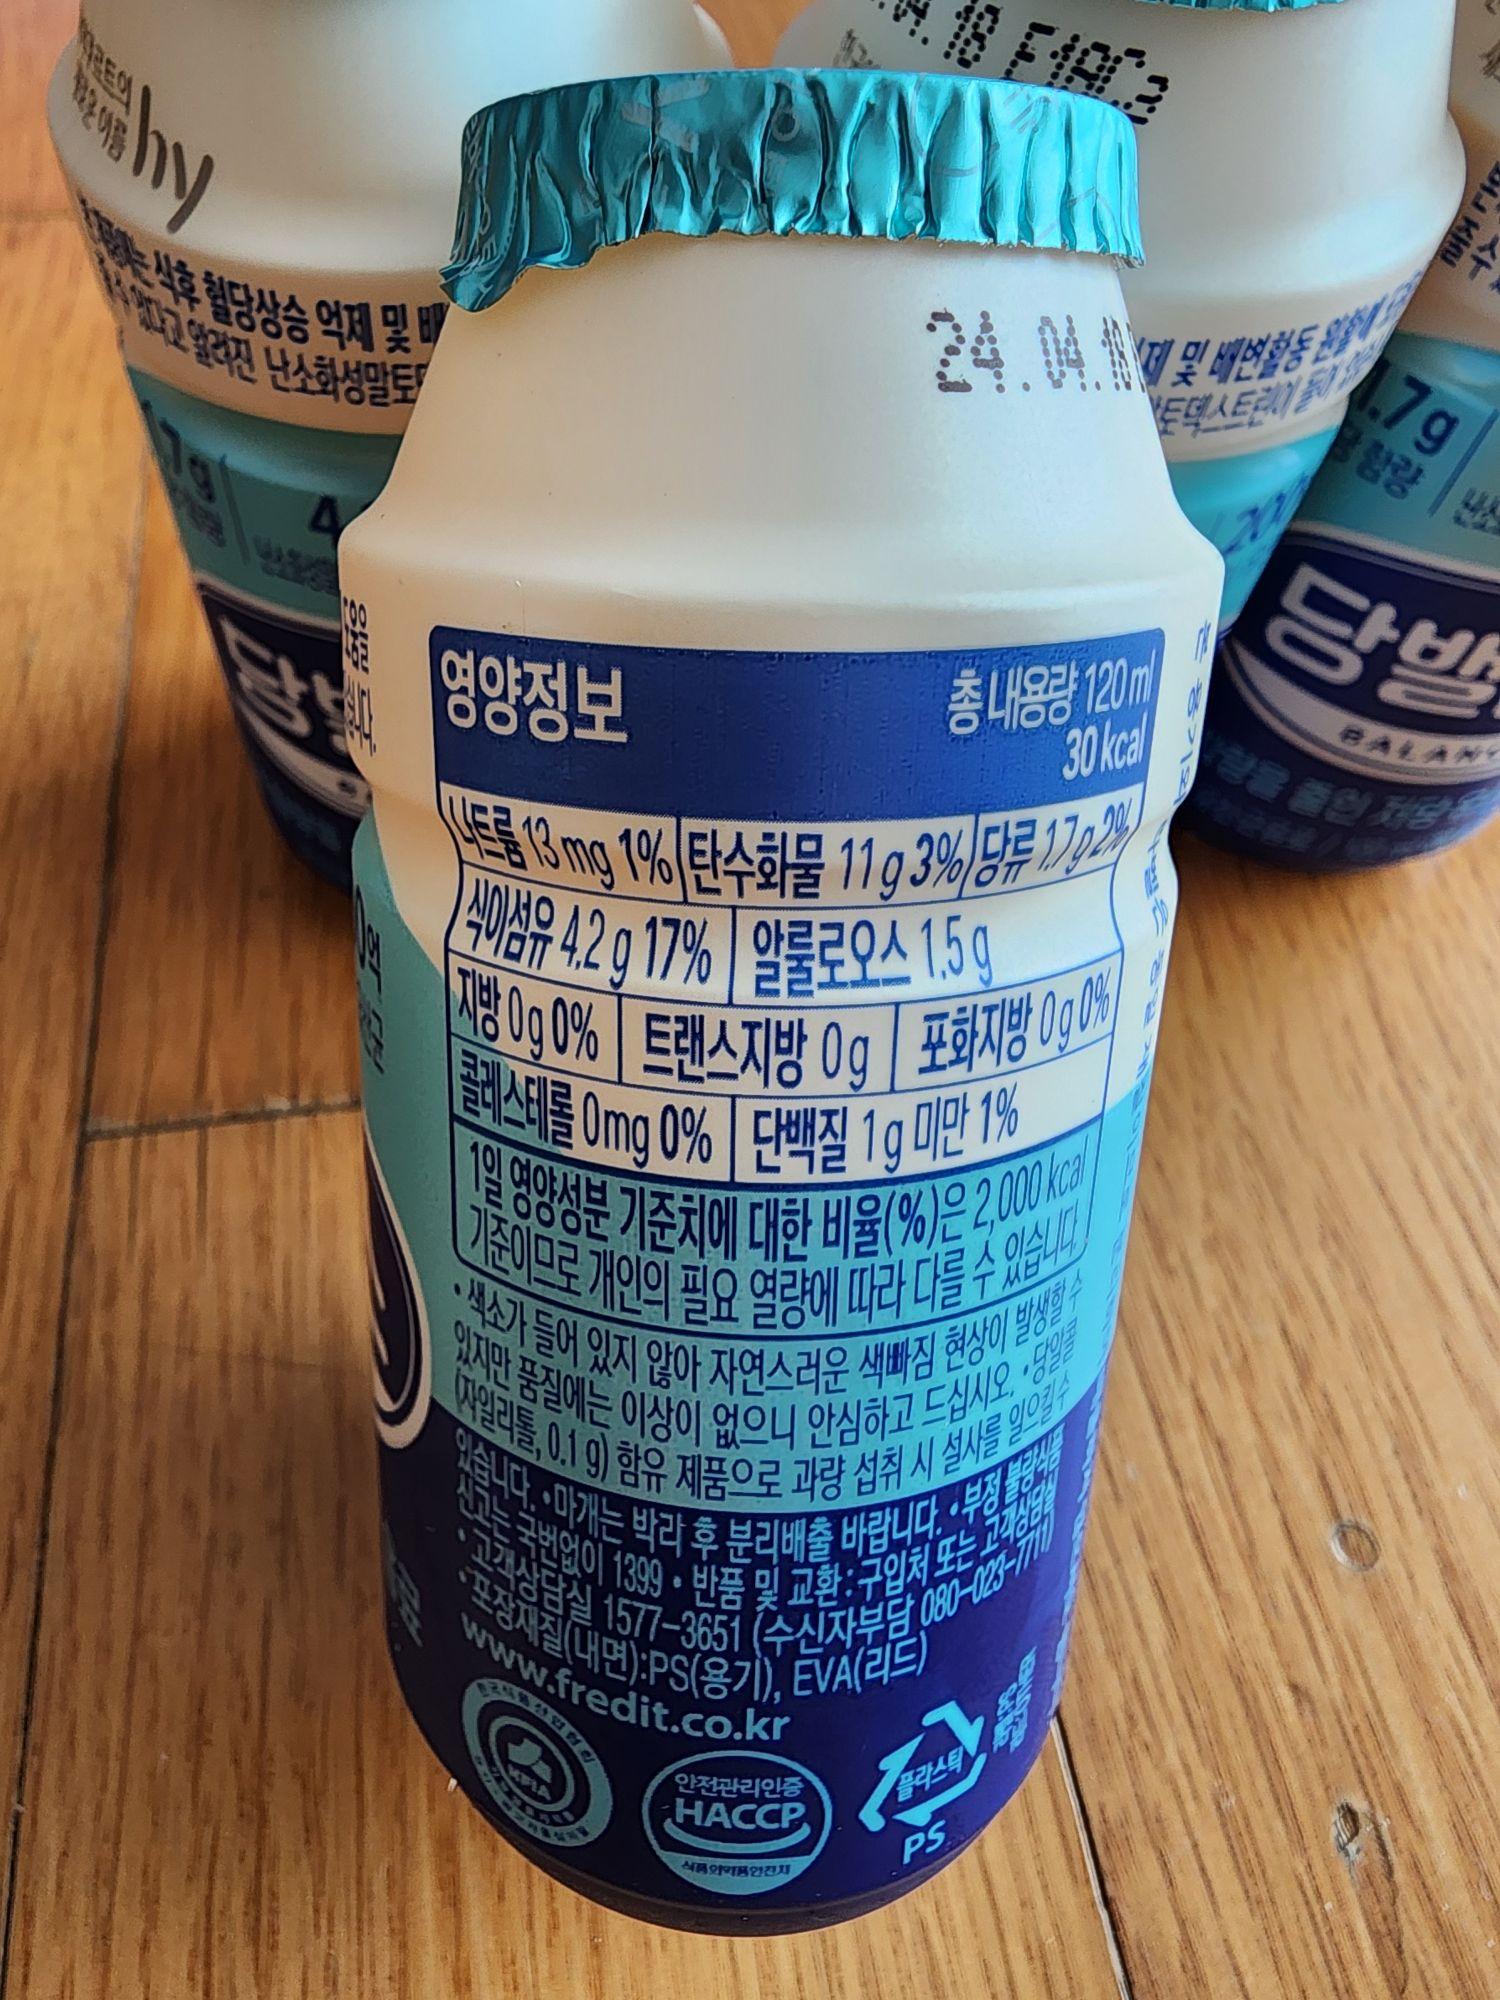 hy
식후 혈당상승 억제 및
알려진 난소화성말토
24.04.18
제 및 배변활동 원활에
1.7g
당밸
BALAN
영양정보
총 내용량 120 ml
30 kcal
나트륨 13 mg 1% 탄수화물 11 g 3% 당류 1.7 g 2%
식이섬유 4.2 g 17% 알룰로오스 1.5 g
지방 0 g 0% 트랜스지방 0 g 포화지방 0 g 0%
콜레스테롤 0mg 0% 단백질 1 g 미만 1%
1일 영양성분 기준치에 대한 비율(%)은 2,000 kcal
기준이므로 개인의 필요 열량에 따라 다를 수 있습니다.
• 색소가 들어 있지 않아 자연스러운 색빠짐 현상이 발생할 수
있지만 품질에는 이상이 없으니 안심하고 드십시오. • 당알콜
(자일리톨, 0.1 g) 함유 제품으로 과량 섭취 시 설사를 일으킬 수
있습니다. • 마개는 박리 후 분리배출 바랍니다. • 부정 불량식품
신고는 국번없이 1399 • 반품 및 교환 : 구입처 또는 고객상담실
• 고객상담실 1577-3651 (수신자부담 080-023-7711)
• 포장재질(내면):PS(용기), EVA(리드)
www.fredit.co.kr
KFIA
안전관리인증
HACCP
식품의약품안전처
플라스틱
PS